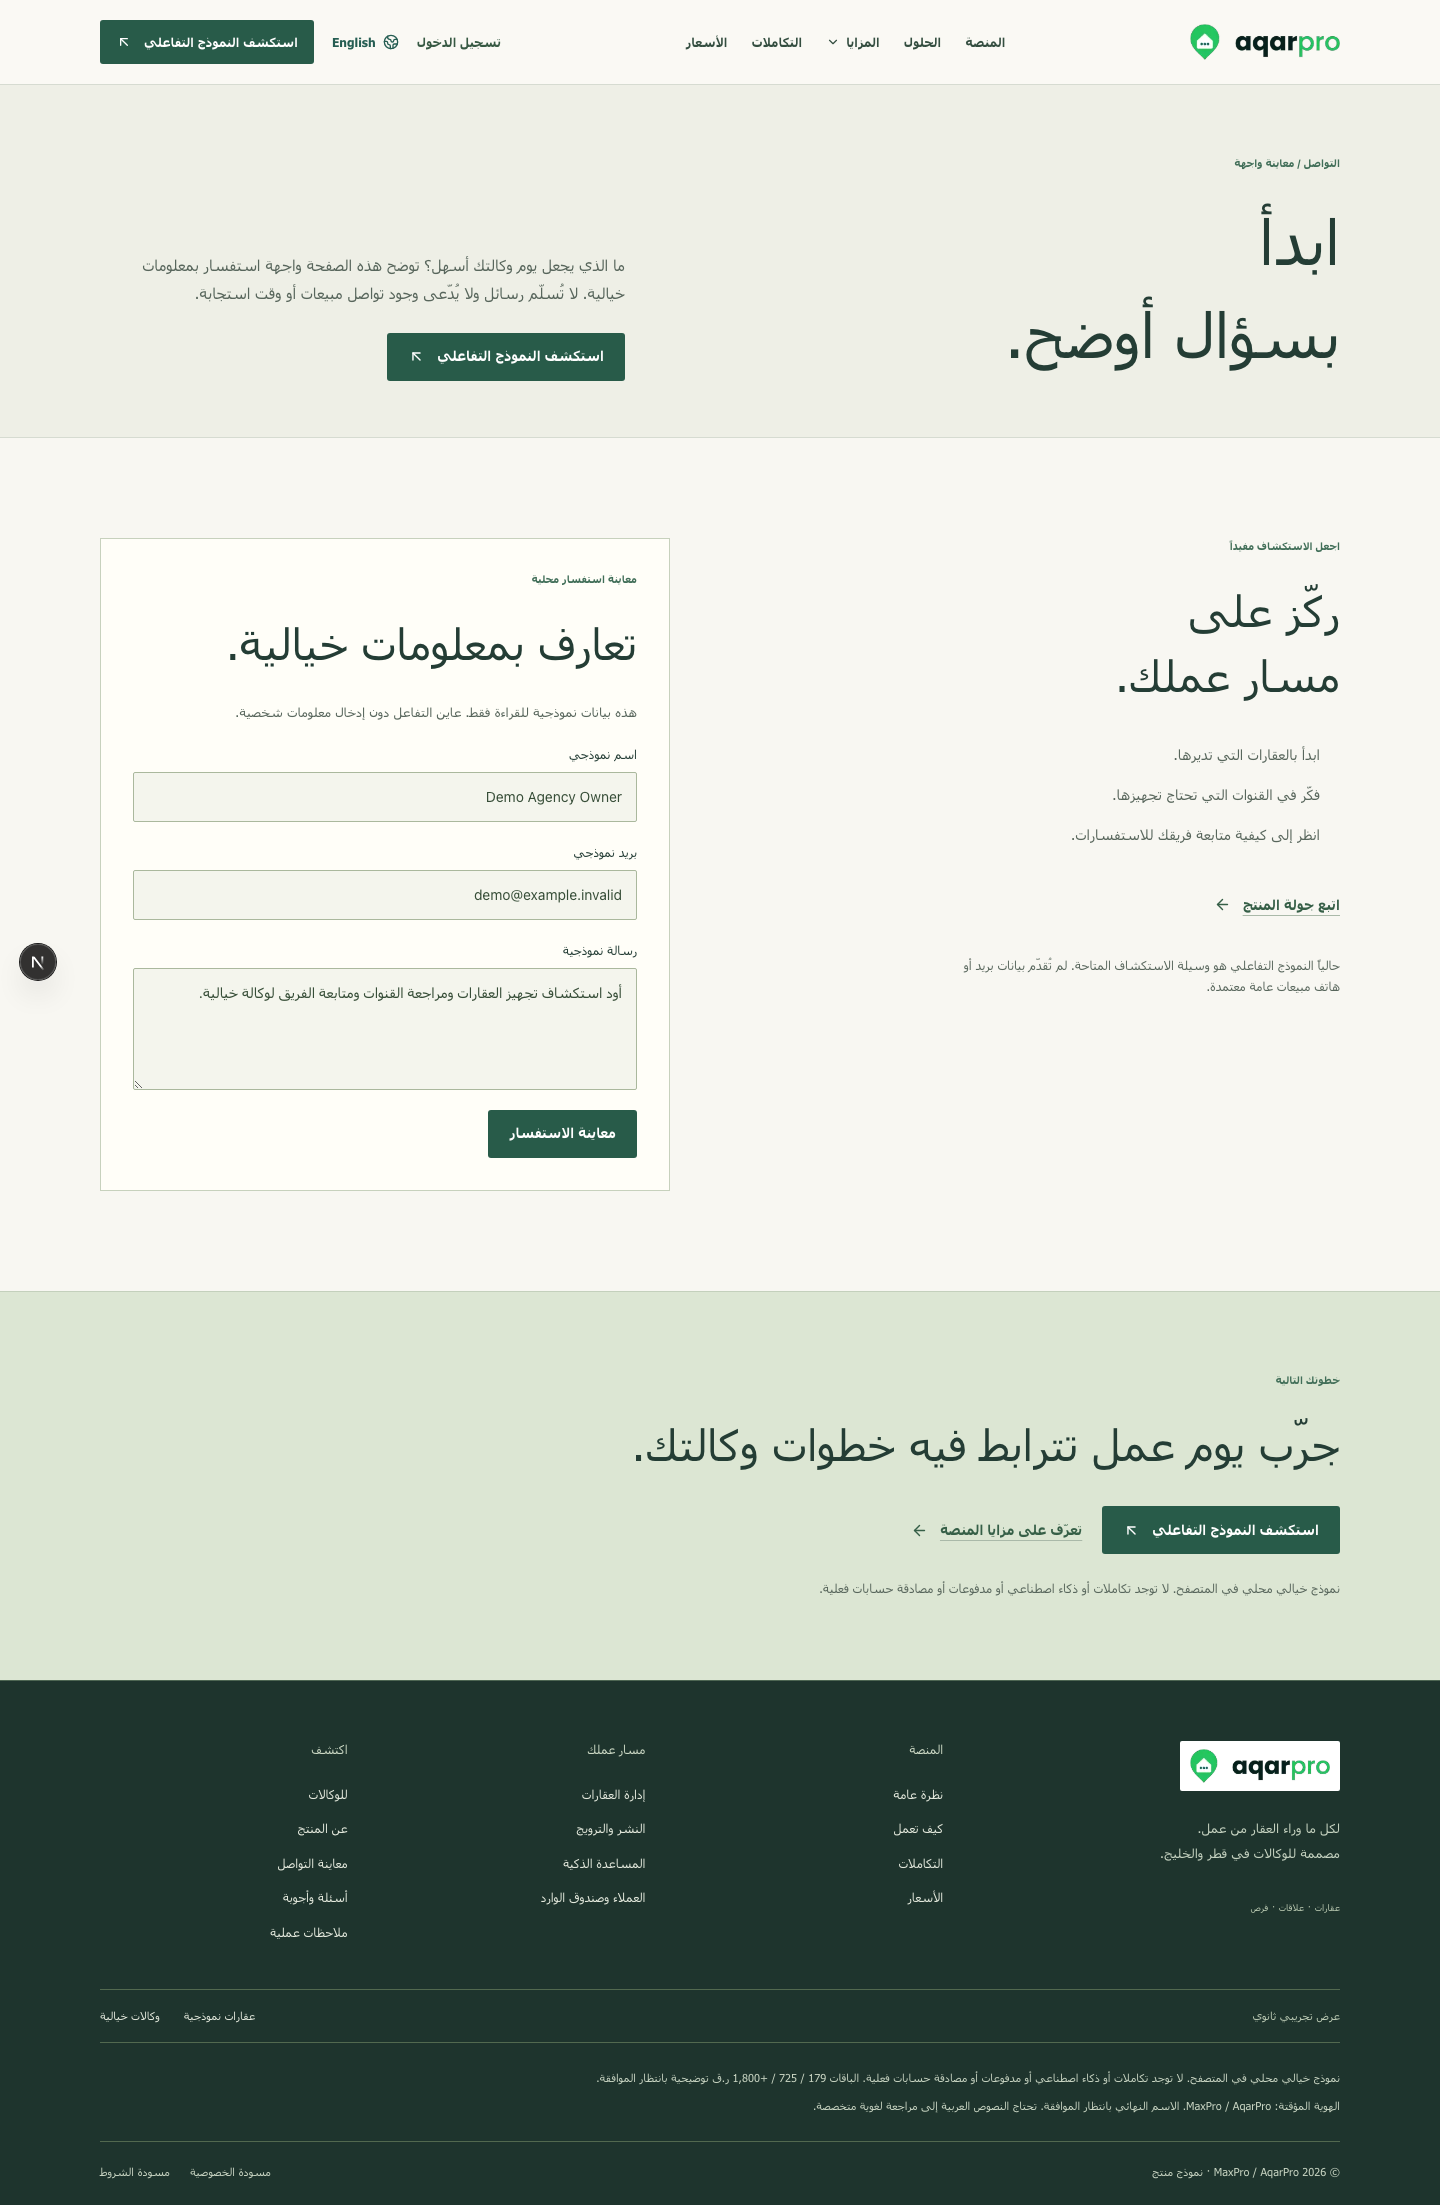 aqarpro
المنصة
الحلول
المزايا
التكاملات
الأسعار
تسجيل الدخول
English
استكشف النموذج التفاعلي
التواصل / معاينة واجهة
ابدأ
بسؤال أوضح.
ما الذي يجعل يوم وكالتك أسهل؟ توضح هذه الصفحة واجهة استفسار بمعلومات
خيالية. لا تُسلّم رسائل ولا يُدّعى وجود تواصل مبيعات أو وقت استجابة.
استكشف النموذج التفاعلي
اجعل الاستكشاف مفيداً
ركّز على
مسار عملك.
ابدأ بالعقارات التي تديرها.
فكّر في القنوات التي تحتاج تجهيزها.
انظر إلى كيفية متابعة فريقك للاستفسارات.
اتبع جولة المنتج
حالياً النموذج التفاعلي هو وسيلة الاستكشاف المتاحة. لم تُقدّم بيانات بريد أو
هاتف مبيعات عامة معتمدة.
معاينة استفسار محلية
تعارف بمعلومات خيالية.
هذه بيانات نموذجية للقراءة فقط. عاين التفاعل دون إدخال معلومات شخصية.
اسم نموذجي
Demo Agency Owner
بريد نموذجي
demo@example.invalid
رسالة نموذجية
أود استكشاف تجهيز العقارات ومراجعة القنوات ومتابعة الفريق لوكالة خيالية.
معاينة الاستفسار
N
خطوتك التالية
جرّب يوم عمل تترابط فيه خطوات وكالتك.
استكشف النموذج التفاعلي
تعرّف على مزايا المنصة
نموذج خيالي محلي في المتصفح. لا توجد تكاملات أو ذكاء اصطناعي أو مدفوعات أو مصادقة حسابات فعلية.
aqarpro
لكل ما وراء العقار من عمل.
مصممة للوكالات في قطر والخليج.
عقارات · علاقات · فرص
المنصة
نظرة عامة
كيف تعمل
التكاملات
الأسعار
مسار عملك
إدارة العقارات
النشر والترويج
المساعدة الذكية
العملاء وصندوق الوارد
اكتشف
للوكالات
عن المنتج
معاينة التواصل
أسئلة وأجوبة
ملاحظات عملية
عرض تجريبي ثانوي
عقارات نموذجية
وكالات خيالية
نموذج خيالي محلي في المتصفح. لا توجد تكاملات أو ذكاء اصطناعي أو مدفوعات أو مصادقة حسابات فعلية. الباقات 179 / 725 / +1,800 ر.ق توضيحية بانتظار الموافقة.
الهوية المؤقتة: MaxPro / AqarPro. الاسم النهائي بانتظار الموافقة. تحتاج النصوص العربية إلى مراجعة لغوية متخصصة.
© 2026 MaxPro / AqarPro · نموذج منتج
مسودة الخصوصية
مسودة الشروط